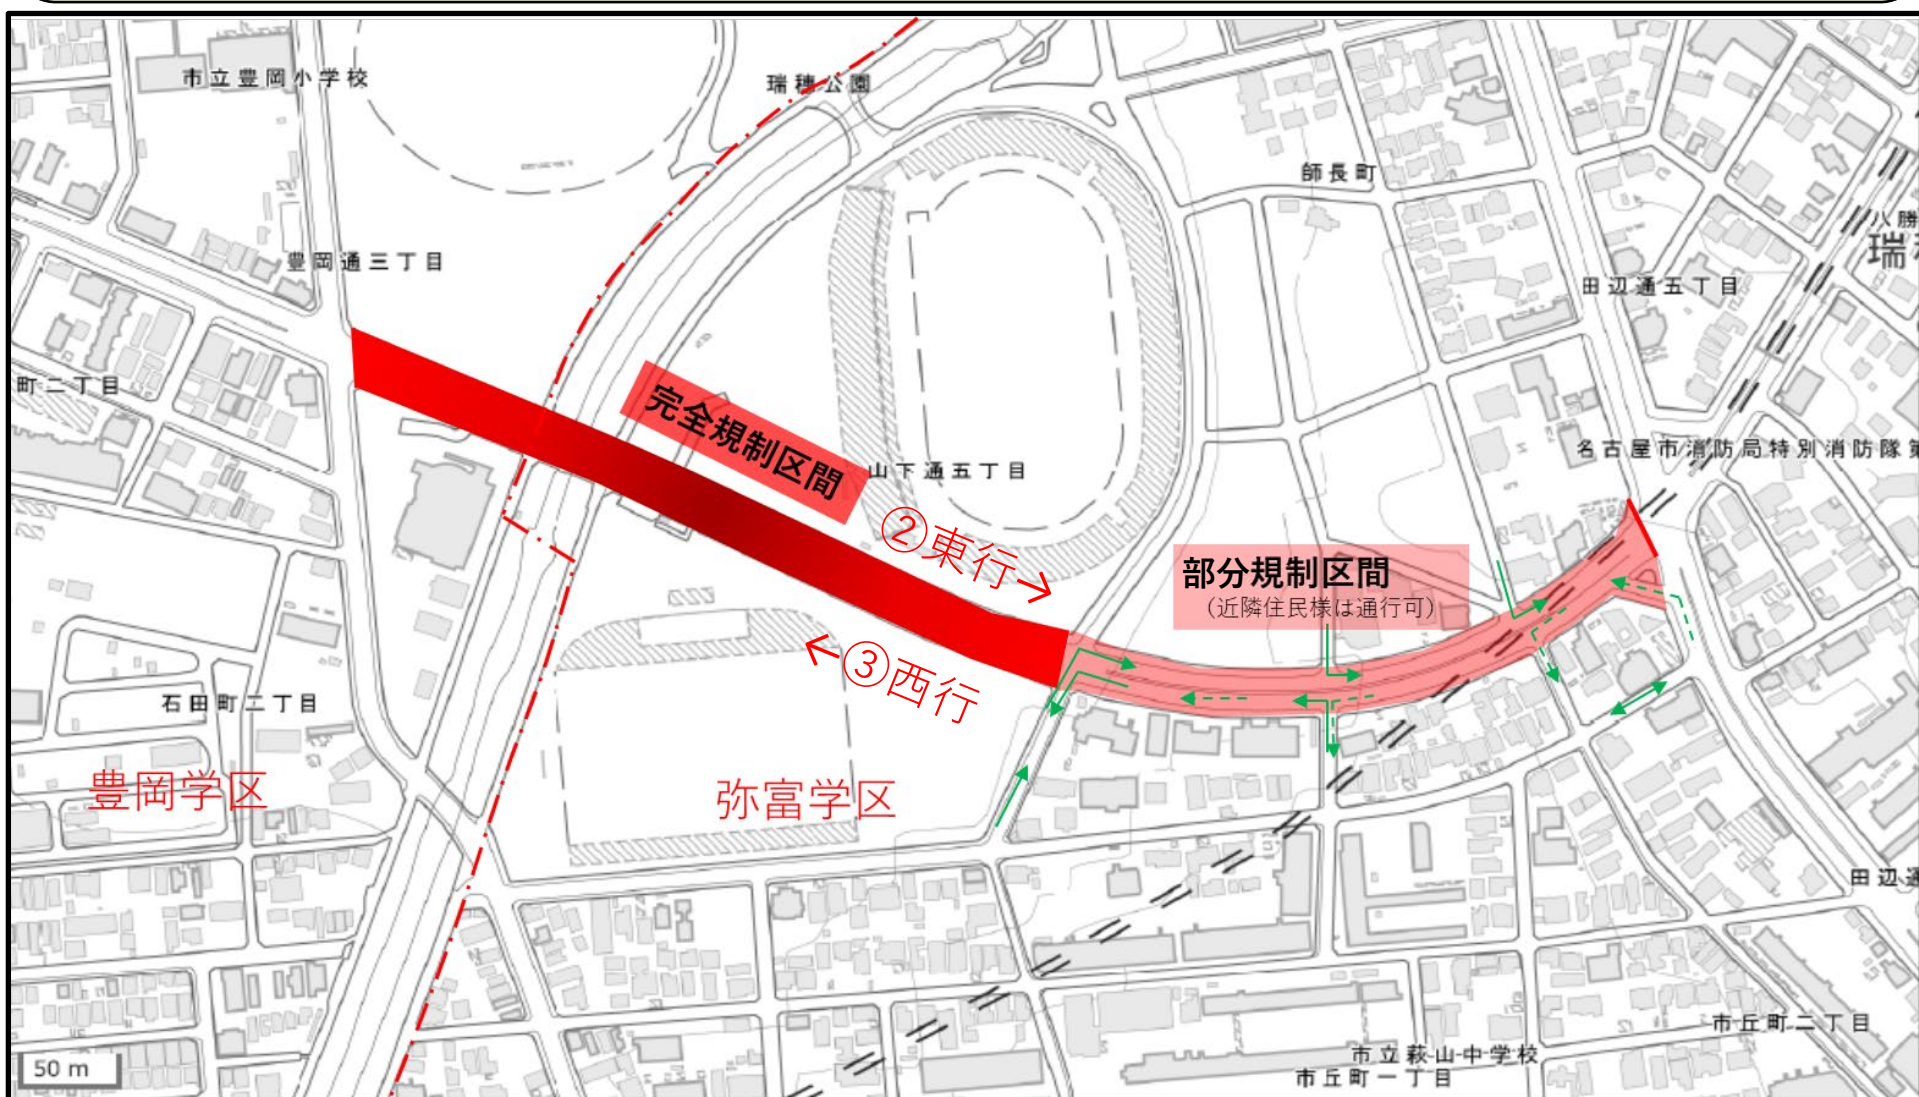 市立豊岡小学校
瑞穂公園
師長町
八勝
瑞
豊岡通三丁目
田辺通五丁目
町二丁目
完全規制区間
山下通五丁目
名古屋市消防局特別消防隊第
②東行→
部分規制区間
(近隣住民様は通行可)
←③西行
石田町二丁目
豊岡学区
弥富学区
田辺通
市丘町二丁目
市立萩山中学校
市丘町一丁目
50 m